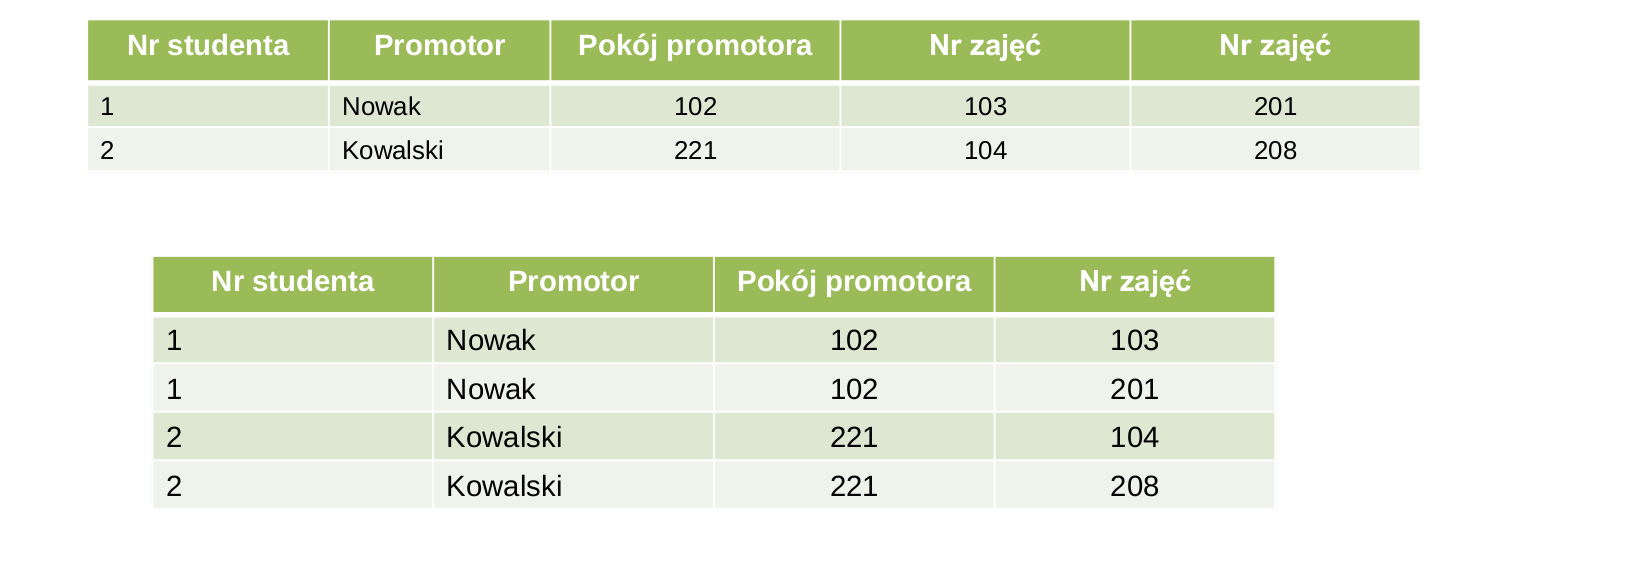 Nr studenta Promotor Pokój promotora Nr zajęć Nr zajęć
1 Nowak 102 103 201
2 Kowalski 221 104 208
Nr studenta Promotor Pokój promotora Nr zajęć
1 Nowak 102 103
1 Nowak 102 201
2 Kowalski 221 104
2 Kowalski 221 208